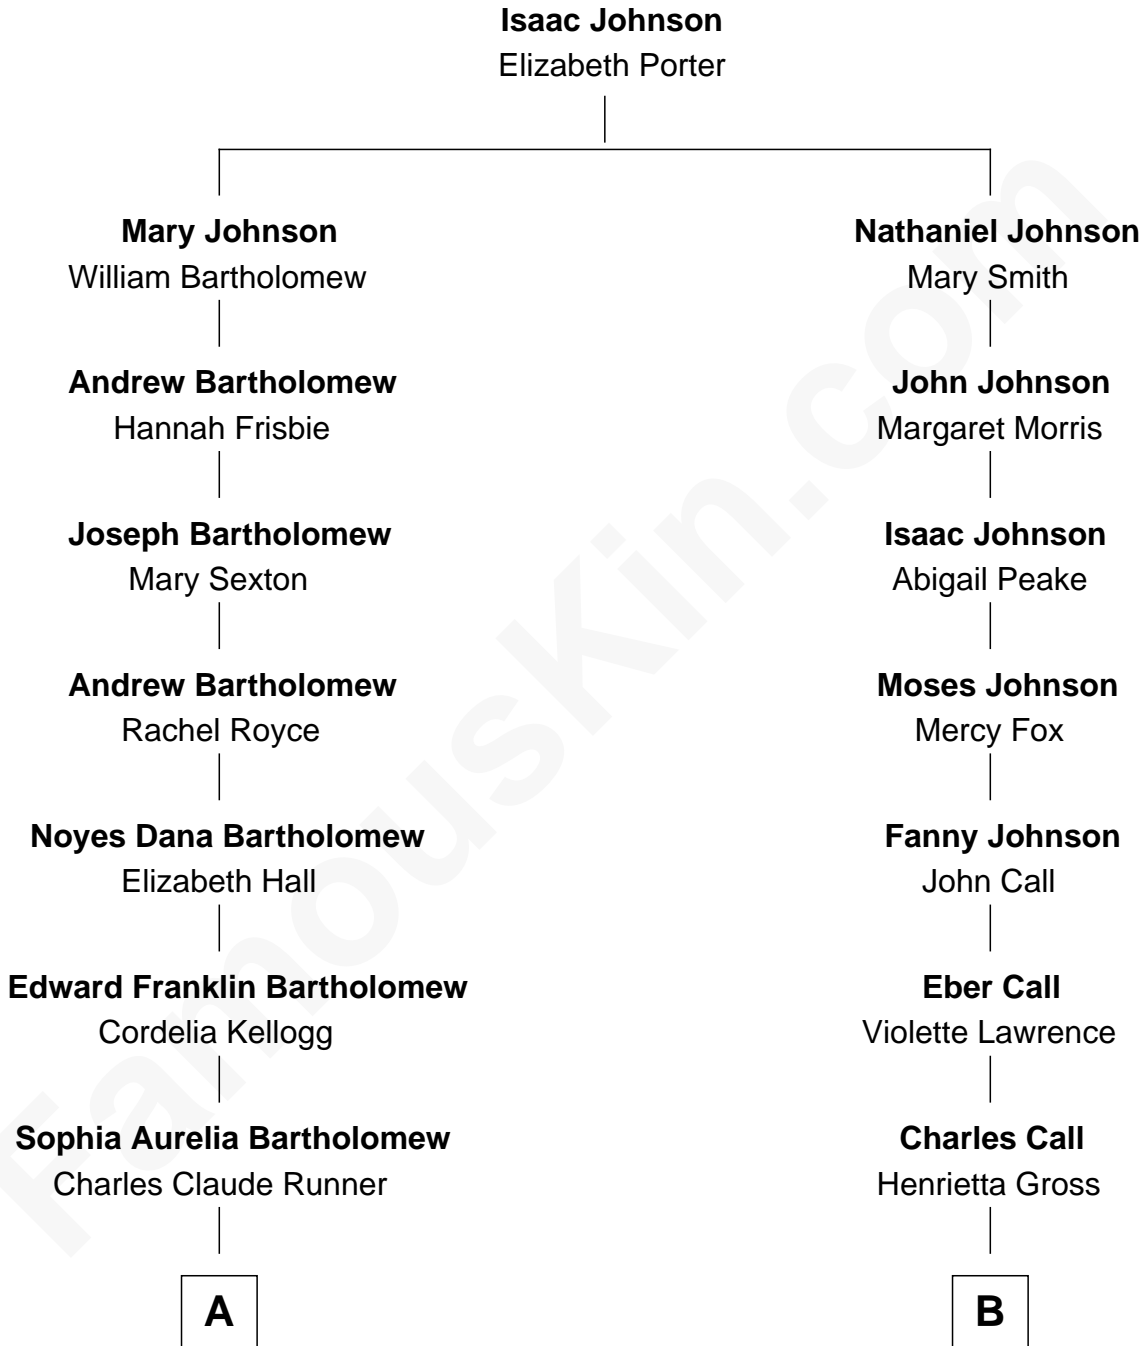 Isaac Johnson
Elizabeth Porter
Mary Johnson
William Bartholomew
Andrew Bartholomew
Hannah Frisbie
Joseph Bartholomew
Mary Sexton
Andrew Bartholomew
Rachel Royce
Noyes Dana Bartholomew
Elizabeth Hall
Edward Franklin Bartholomew
Cordelia Kellogg
Sophia Aurelia Bartholomew
Charles Claude Runner
A
Nathaniel Johnson
Mary Smith
John Johnson
Margaret Morris
Isaac Johnson
Abigail Peake
Moses Johnson
Mercy Fox
Fanny Johnson
John Call
Eber Call
Violette Lawrence
Charles Call
Henrietta Gross
B
FamousKin.com